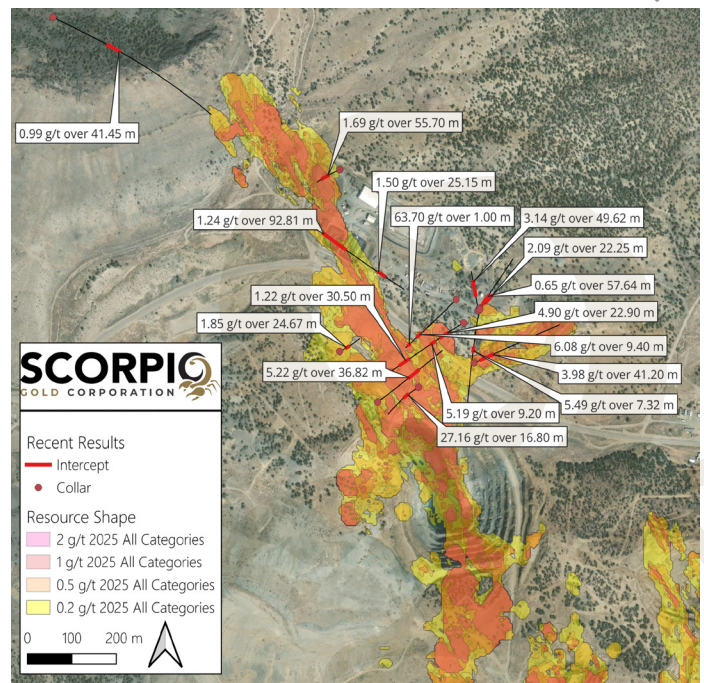 0.99 g/t over 41.45 m
1.69 g/t over 55.70 m
1.50 g/t over 25.15 m
1.24 g/t over 92.81 m
63.70 g/t over 1.00 m
3.14 g/t over 49.62 m
2.09 g/t over 22.25 m
0.65 g/t over 57.64 m
1.22 g/t over 30.50 m
4.90 g/t over 22.90 m
1.85 g/t over 24.67 m
6.08 g/t over 9.40 m
5.22 g/t over 36.82 m
3.98 g/t over 41.20 m
5.19 g/t over 9.20 m
5.49 g/t over 7.32 m
27.16 g/t over 16.80 m
SCORPIO
GOLD CORPORATION
Recent Results
Intercept
Collar
Resource Shape
2 g/t 2025 All Categories
1 g/t 2025 All Categories
0.5 g/t 2025 All Categories
0.2 g/t 2025 All Categories
0 100 200 m